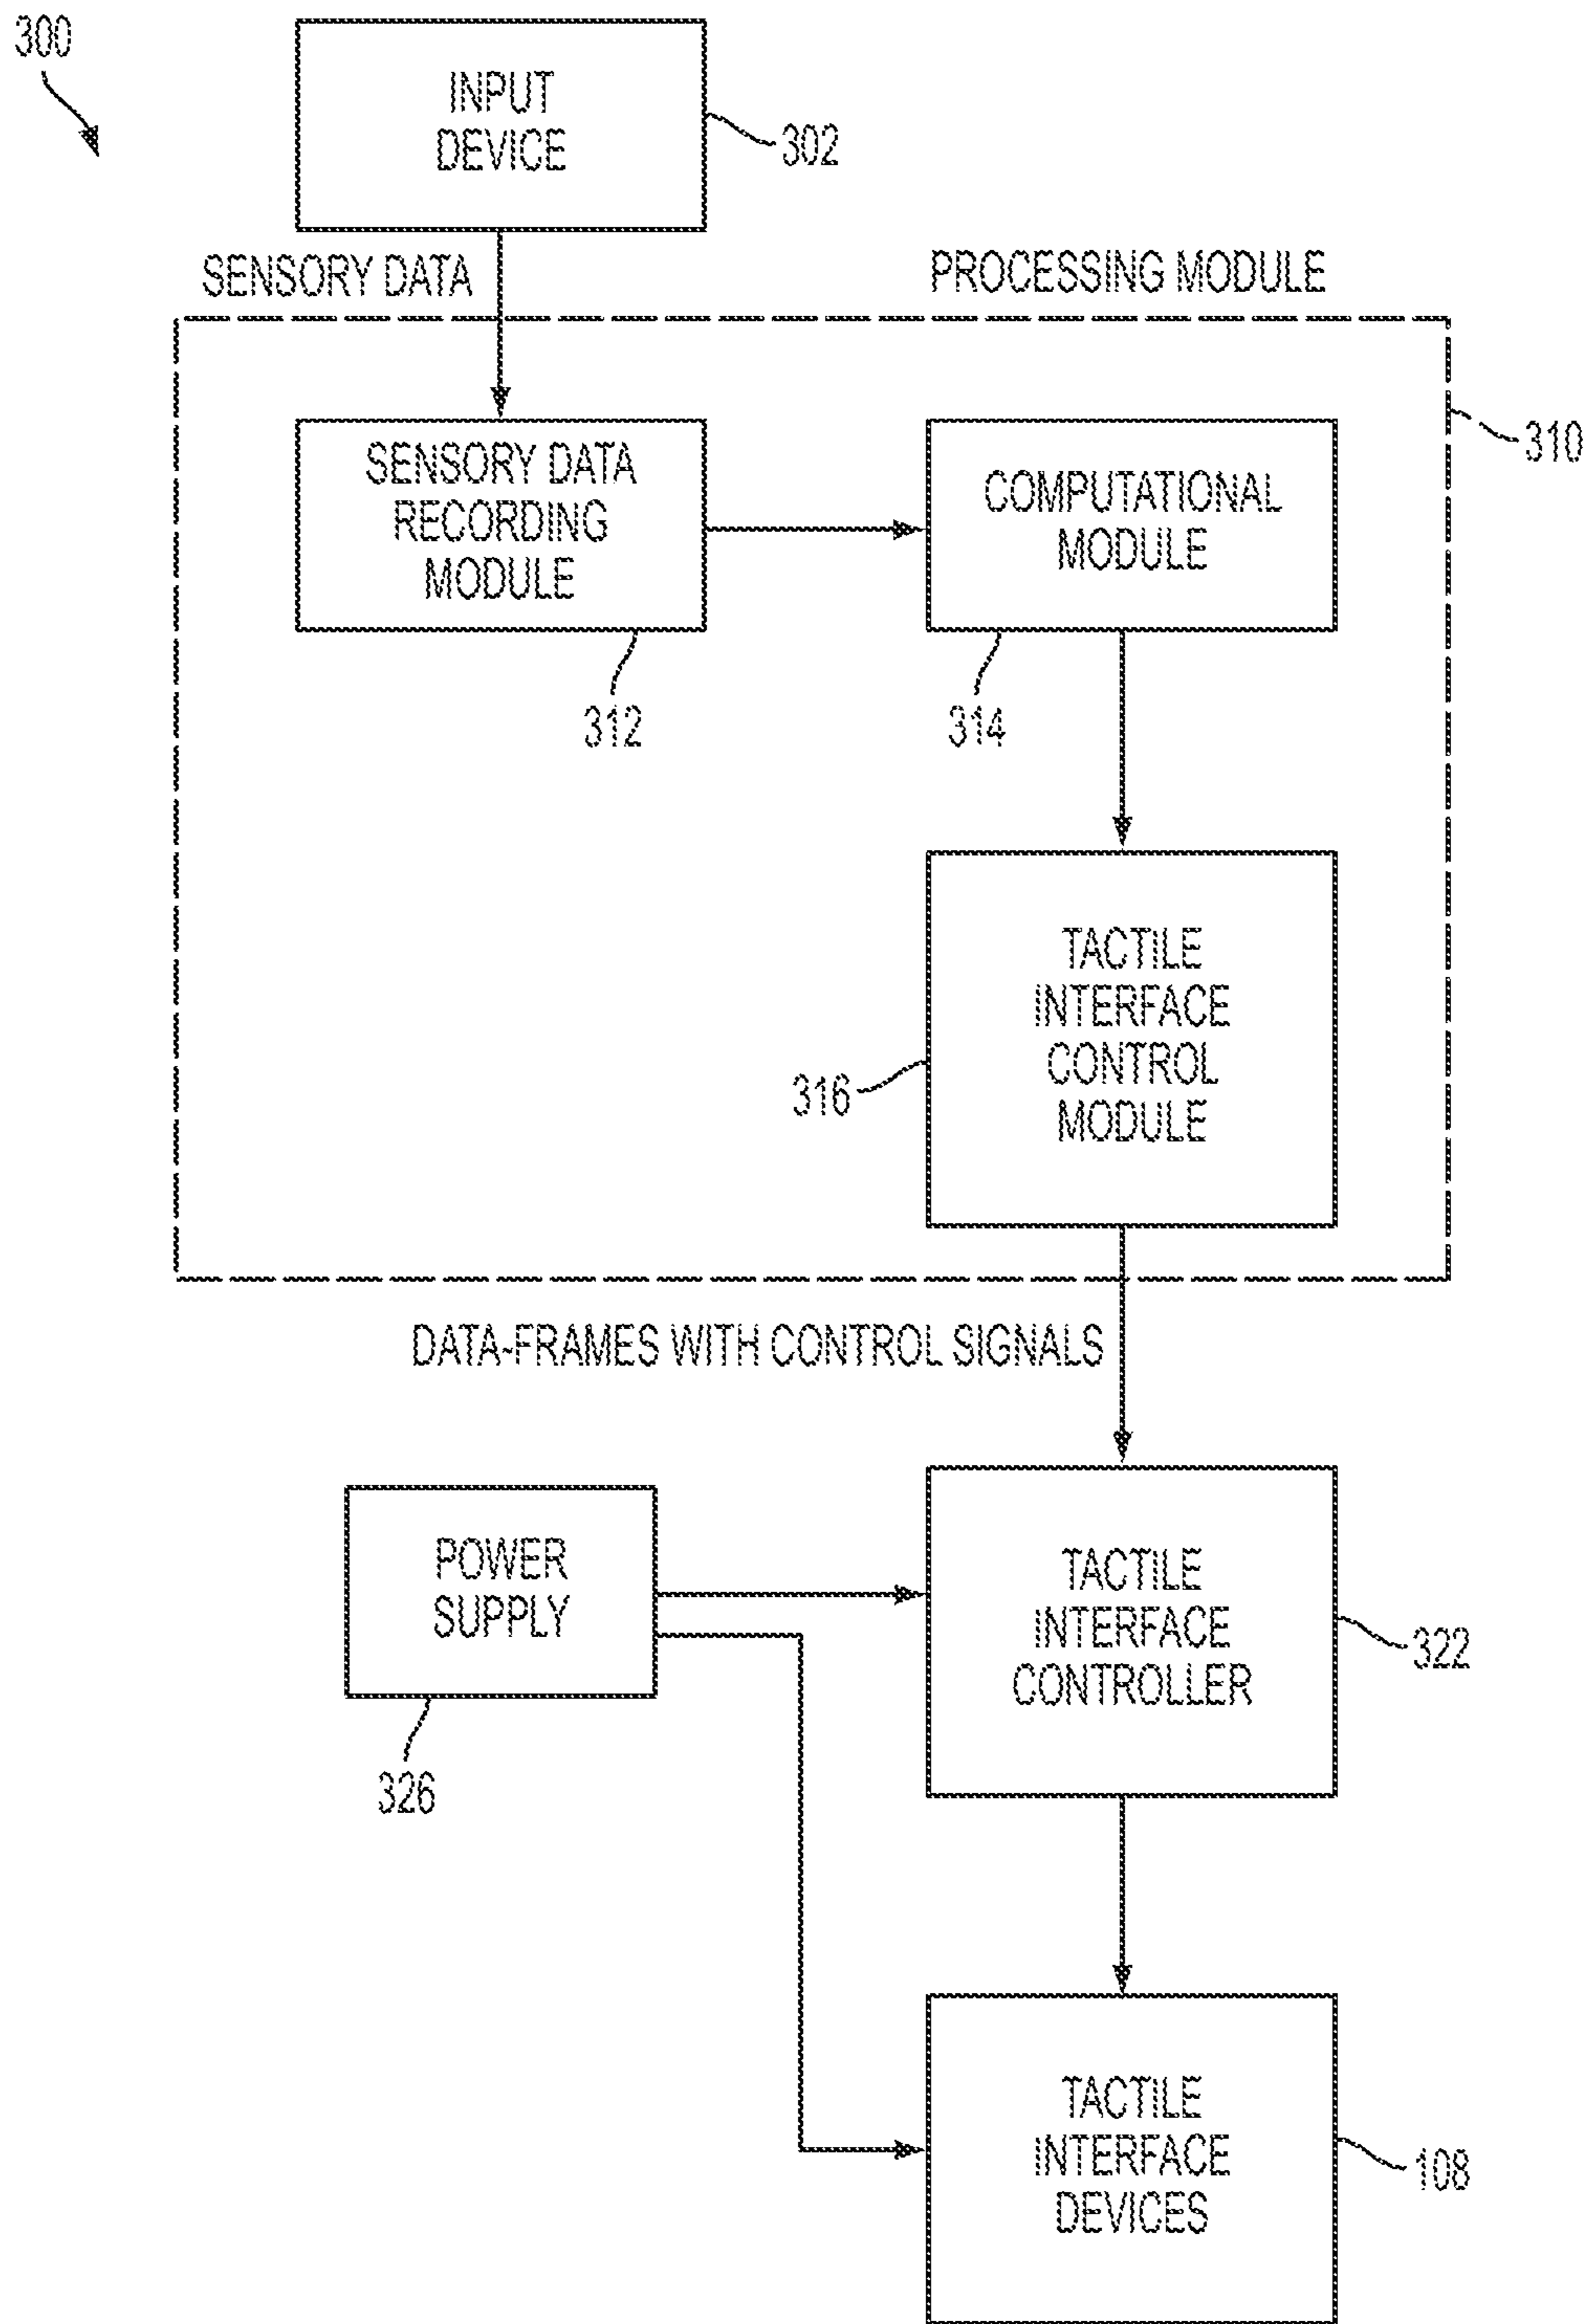 300
INPUT
DEVICE
302
SENSORY DATA
PROCESSING MODULE
310
SENSORY DATA
RECORDING
MODULE
312
COMPUTATIONAL
MODULE
314
TACTILE
INTERFACE
CONTROL
MODULE
316
DATA-FRAMES WITH CONTROL SIGNALS
POWER
SUPPLY
326
TACTILE
INTERFACE
CONTROLLER
322
TACTILE
INTERFACE
DEVICES
108